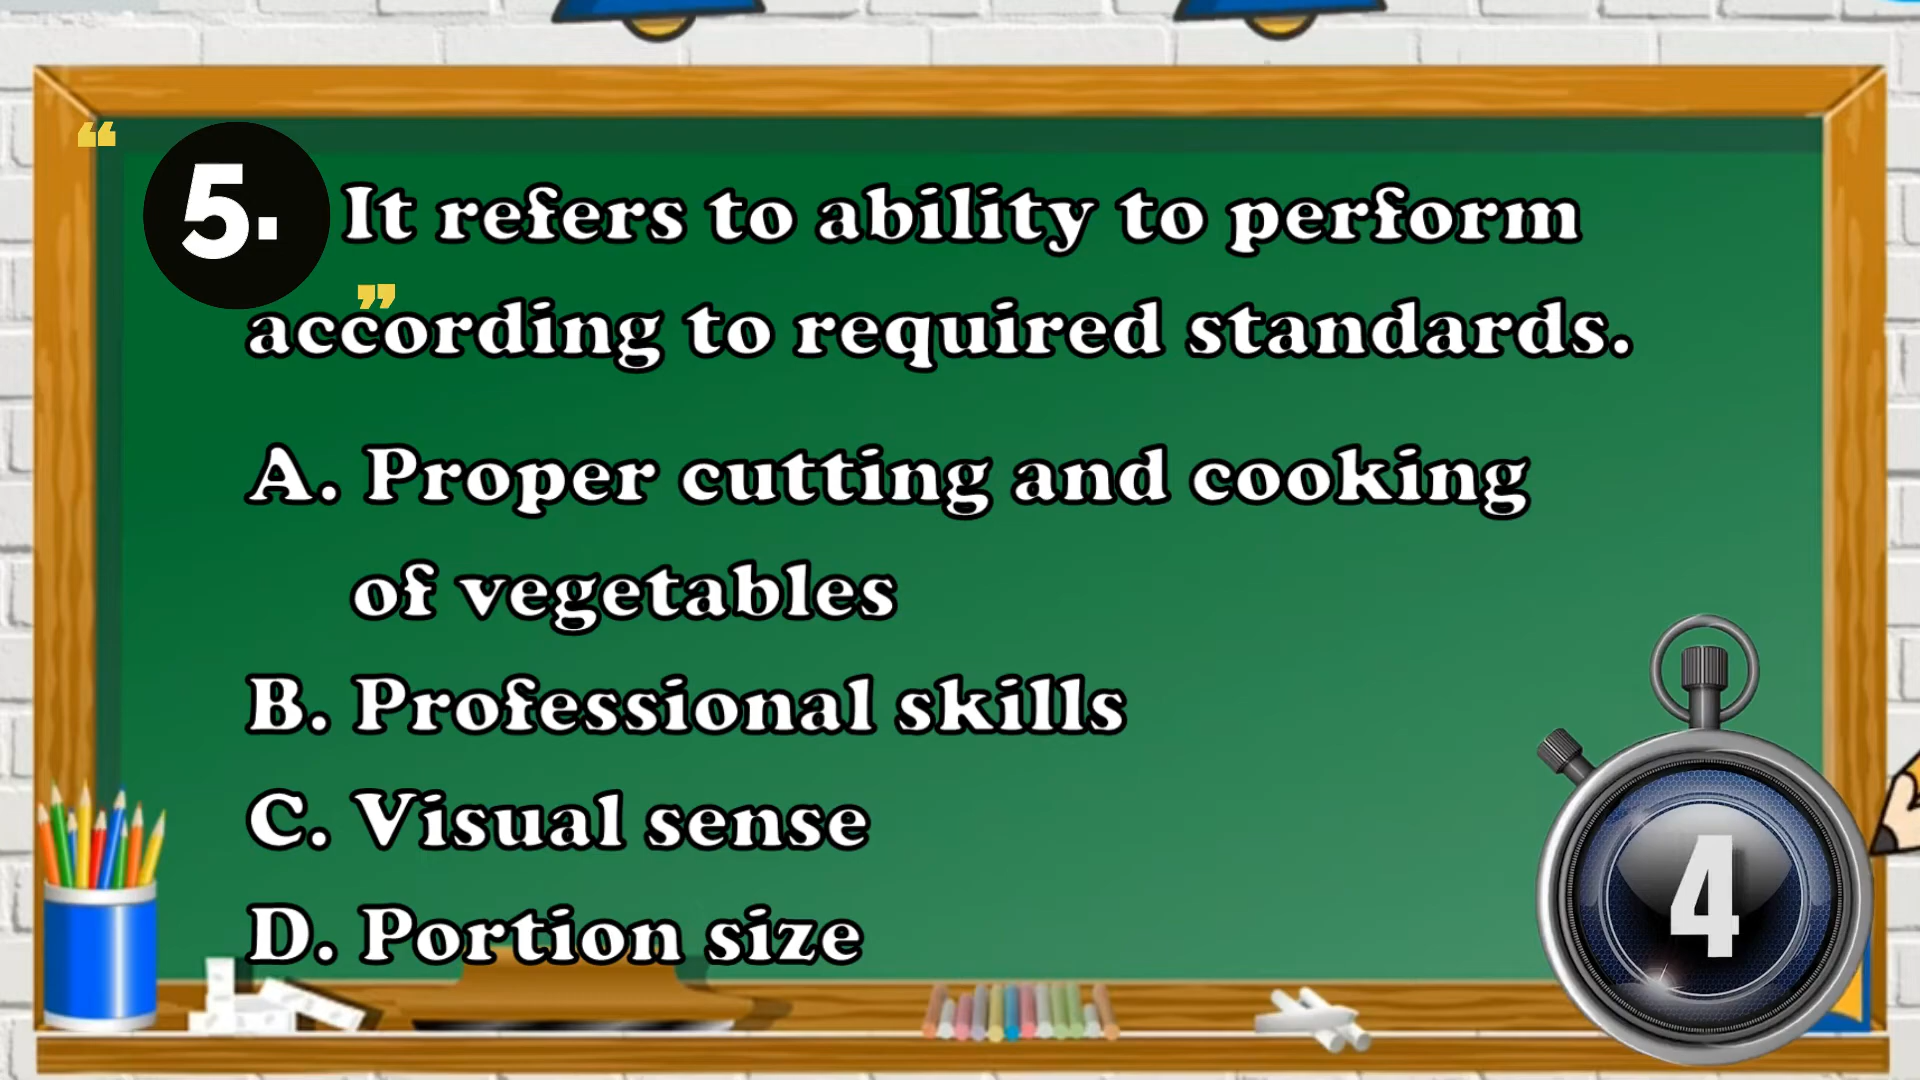 “
5. It refers to ability to perform
”
according to required standards.
A. Proper cutting and cooking
of vegetables
B. Professional skills
C. Visual sense
D. Portion size
4